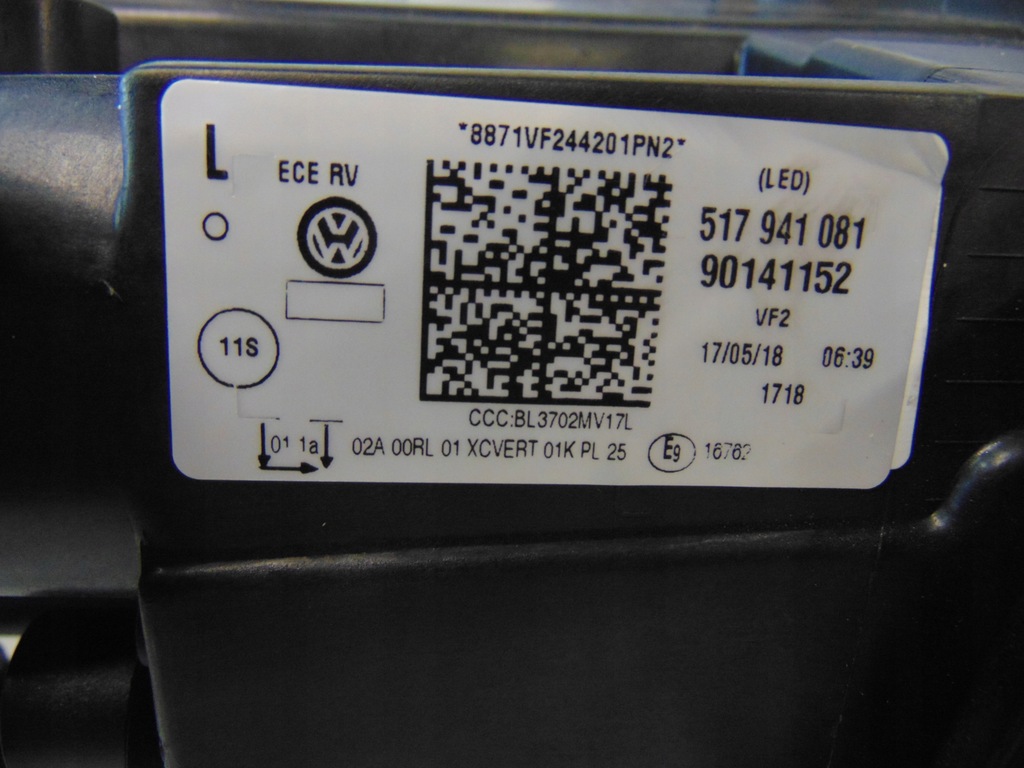 *8871VF244201PN2*
L
ECE RV
(LED)
517 941 081
90141152
VF2
11S
17/05/18 06:39
1718
CCC:BL3702MV17L
01 1a 02A 00RL 01 XCVERT 01K PL 25 E9 16762